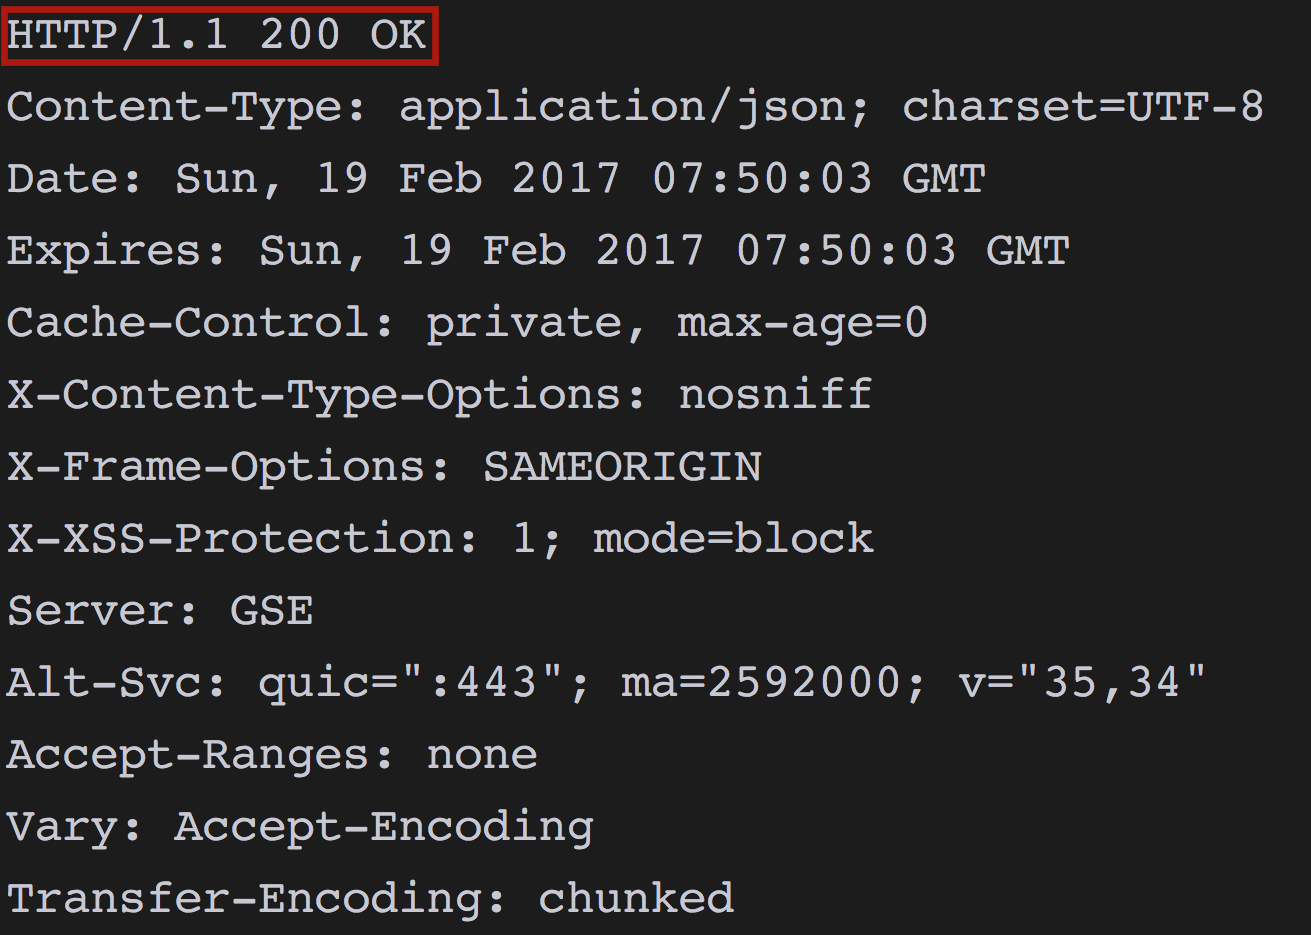 HTTP/1.1 200 OK
Content-Type: application/json; charset=UTF-8
Date: Sun, 19 Feb 2017 07:50:03 GMT
Expires: Sun, 19 Feb 2017 07:50:03 GMT
Cache-Control: private, max-age=0
X-Content-Type-Options: nosniff
X-Frame-Options: SAMEORIGIN
X-XSS-Protection: 1; mode=block
Server: GSE
Alt-Svc: quic=":443"; ma=2592000; v="35,34"
Accept-Ranges: none
Vary: Accept-Encoding
Transfer-Encoding: chunked